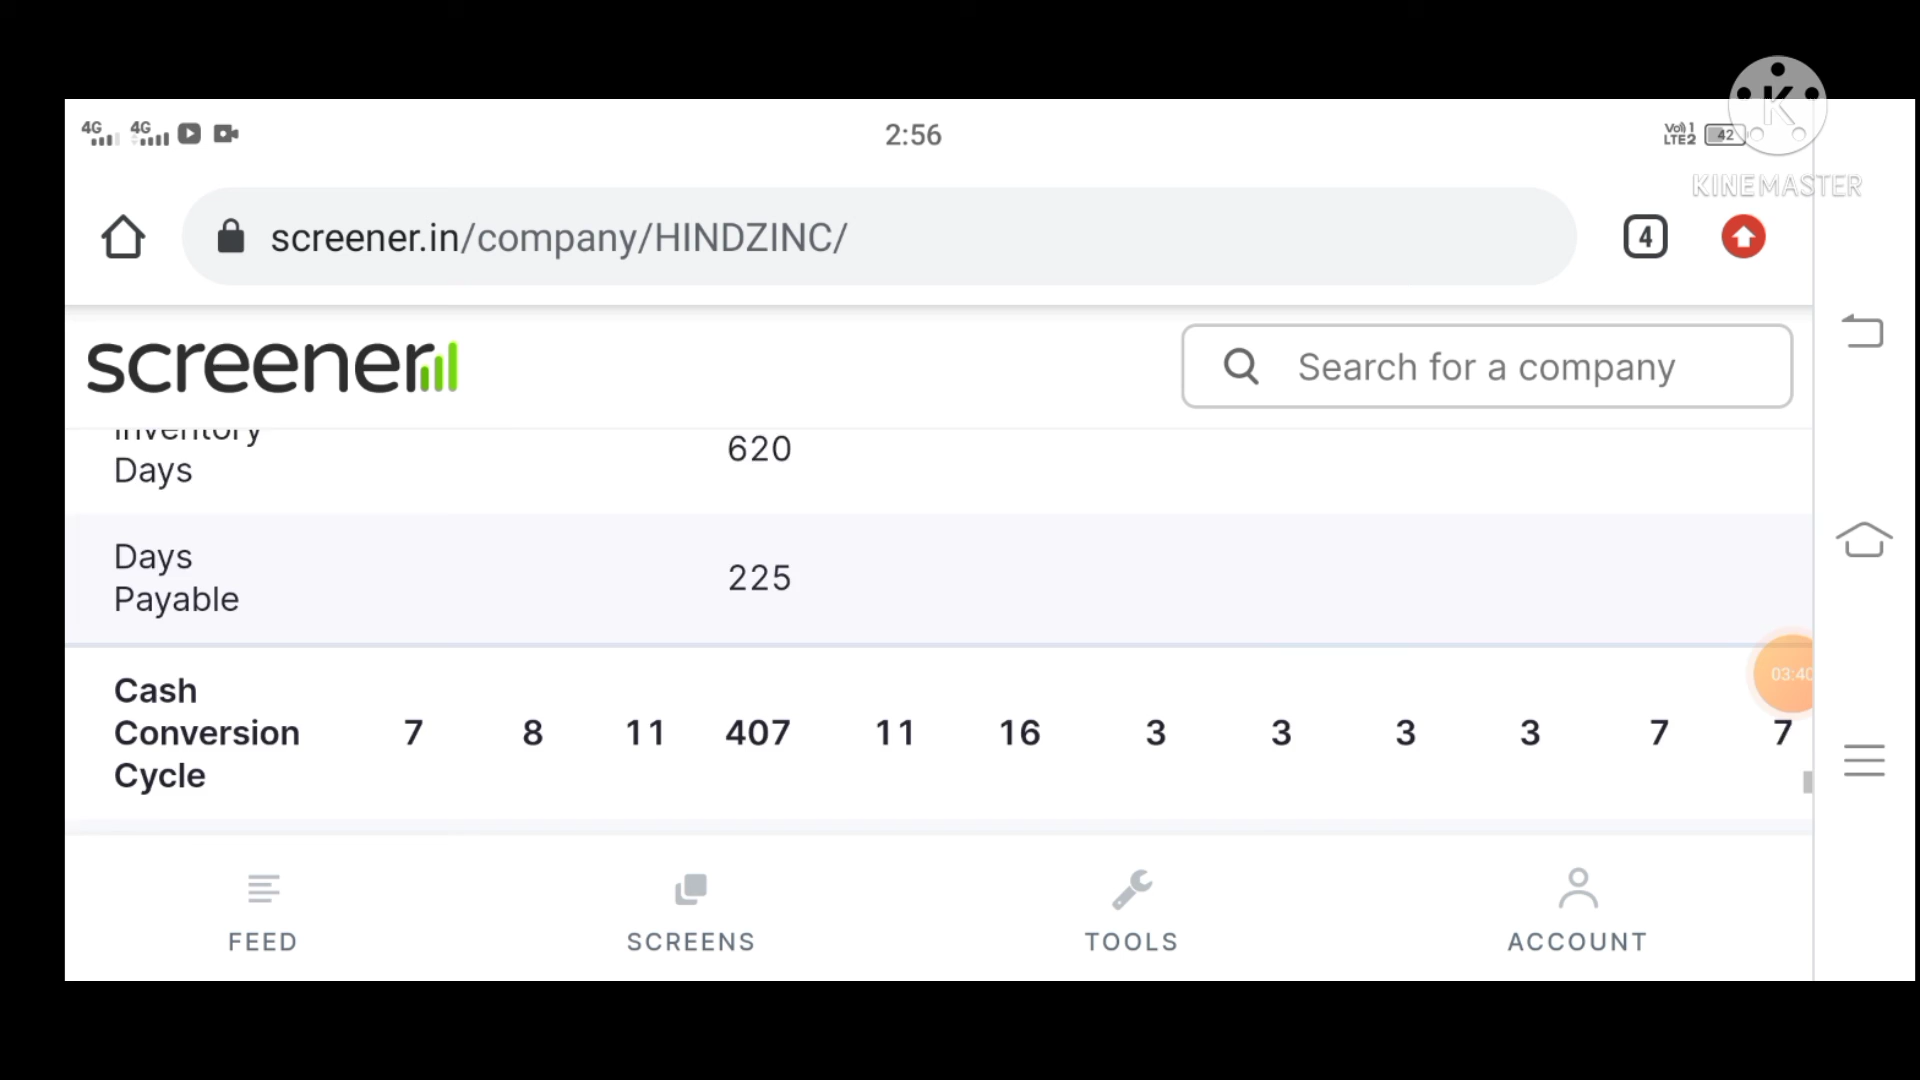 4G 4G 2:56 Vo) 1 LTE2 42
K
KINEMASTER
screener.in/company/HINDZINC/ 4
screener Search for a company
Inventory
Days 620
Days
Payable 225
03:40
Cash
Conversion 7 8 11 407 11 16 3 3 3 3 7 7
Cycle
FEED SCREENS TOOLS ACCOUNT